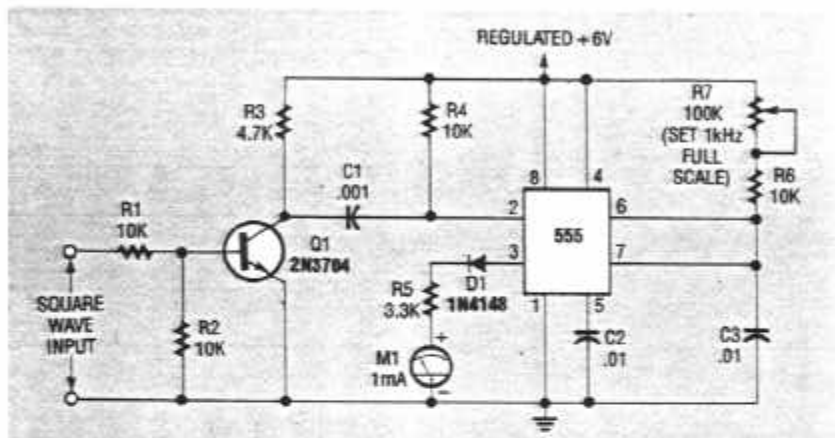 REGULATED +6V
R3
4.7K
R4
10K
R7
100K
(SET 1kHz
FULL
SCALE)
C1
.001
R6
10K
8
4
R1
10K
2
6
555
Q1
2N3704
3
7
D1
1N4148
R5
3.3K
1
5
SQUARE
WAVE
INPUT
R2
10K
+
M1
1mA
–
C2
.01
C3
.01